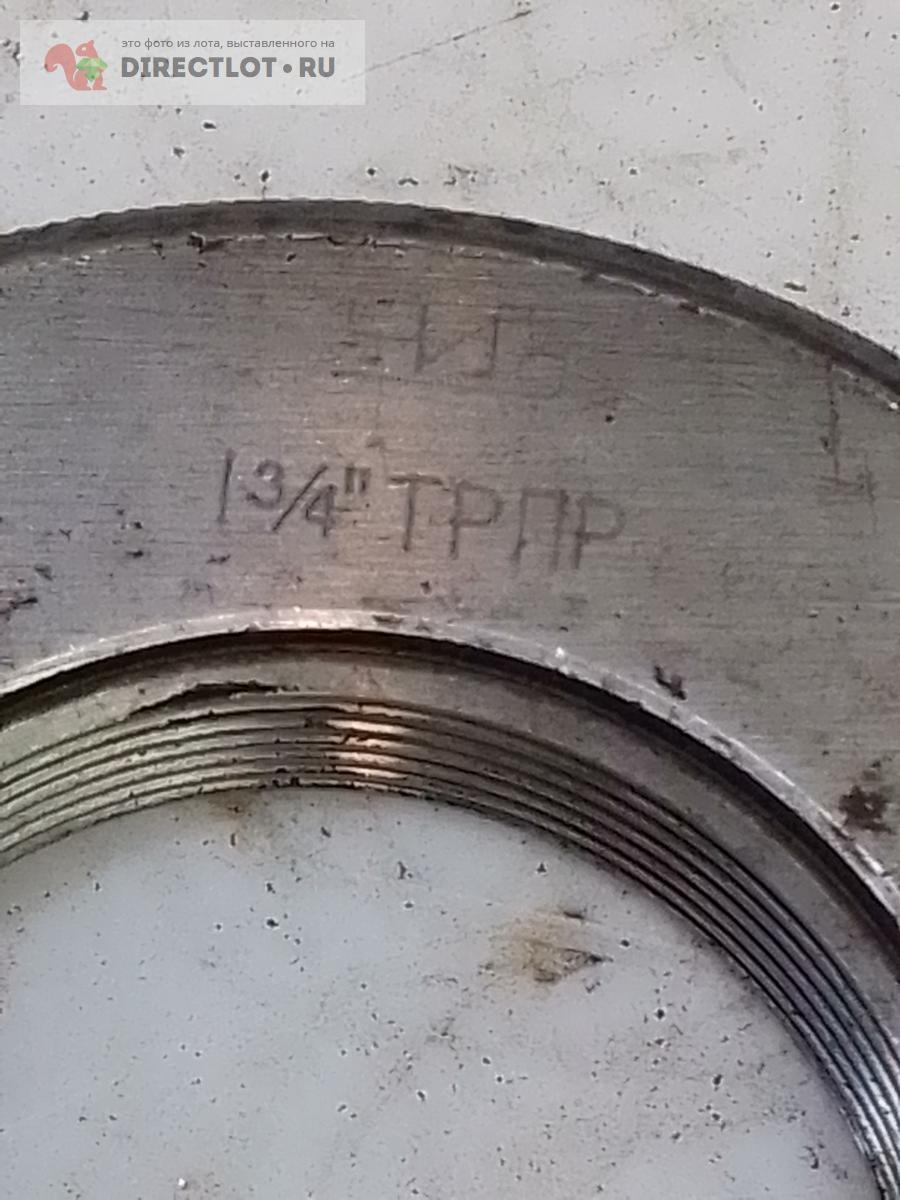 это фото из лота, выставленного на
DIRECTLOT•RU
1 3/4" ТРПР